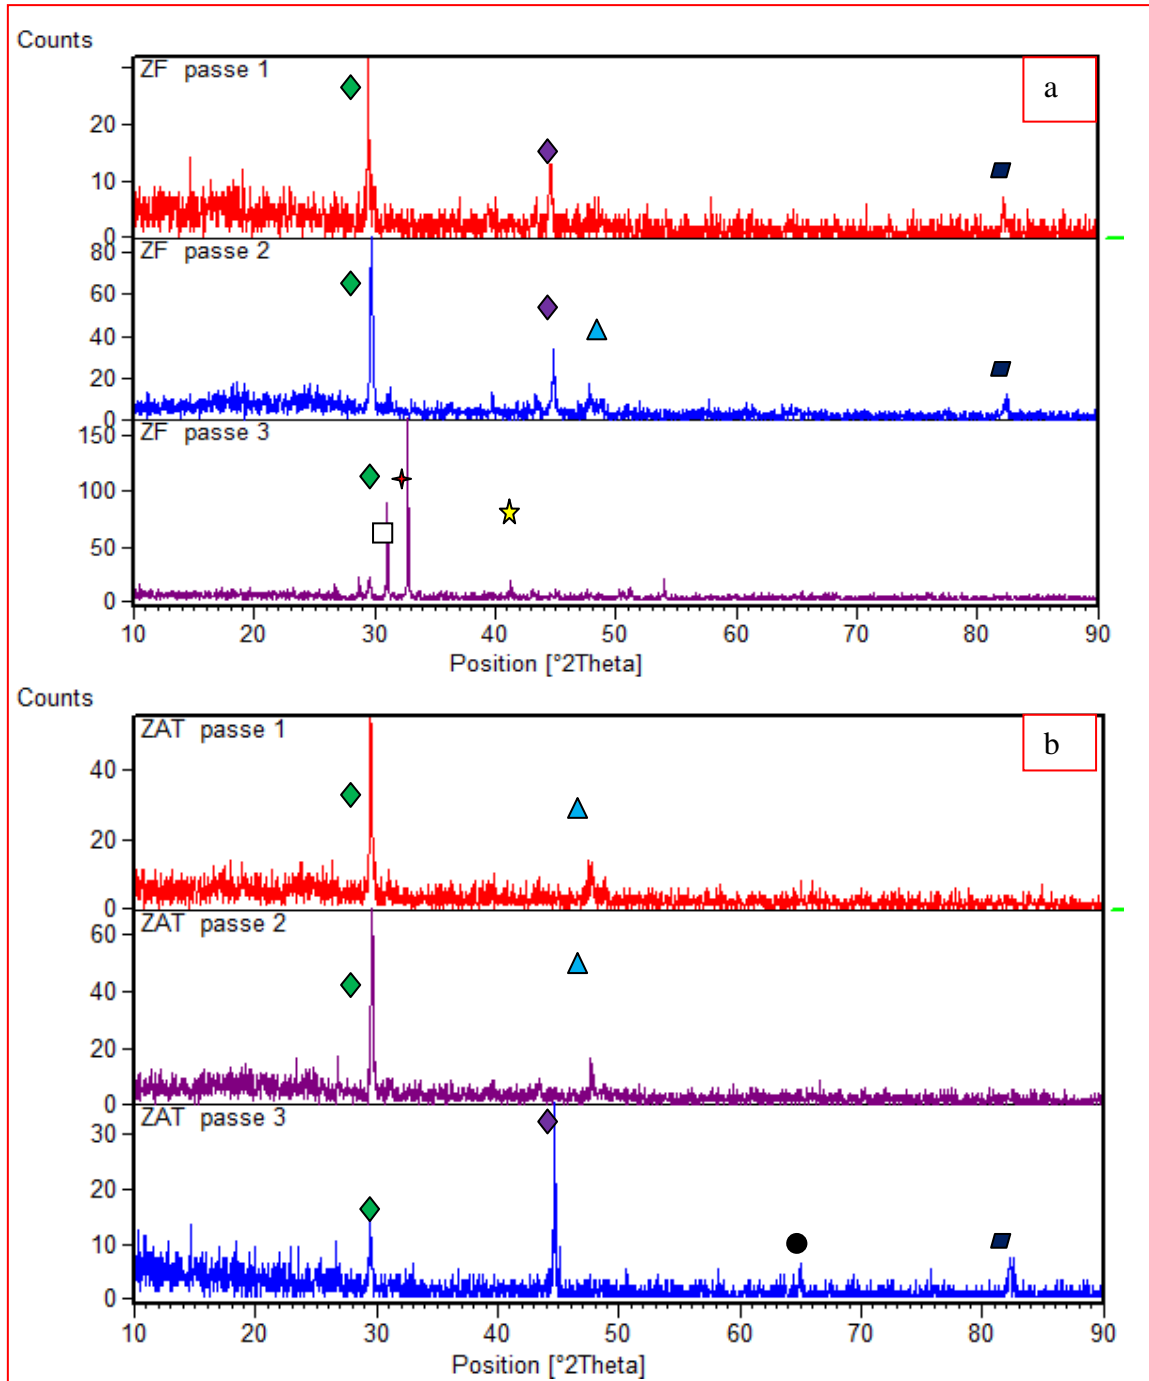 Counts
ZF passe 1
a
20
10
0
ZF passe 2
80
60
40
20
0
ZF passe 3
150
100
50
0
10 20 30 40 50 60 70 80 90
Position [°2Theta]
Counts
ZAT passe 1
b
40
20
0
ZAT passe 2
60
40
20
0
ZAT passe 3
30
20
10
0
10 20 30 40 50 60 70 80 90
Position [°2Theta]